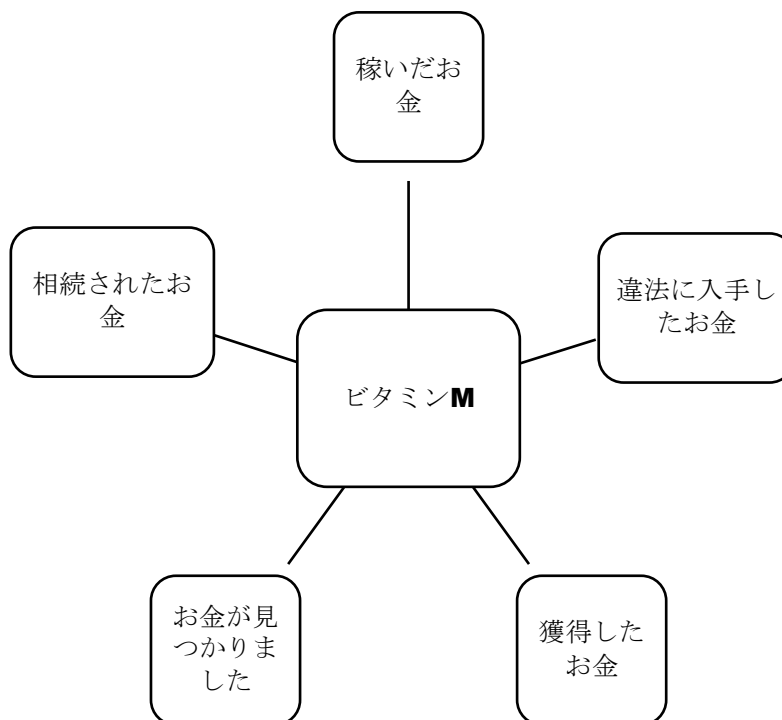 稼いだお
金
相続されたお
金
違法に入手し
たお金
ビタミンM
お金が見
つかりま
した
獲得した
お金